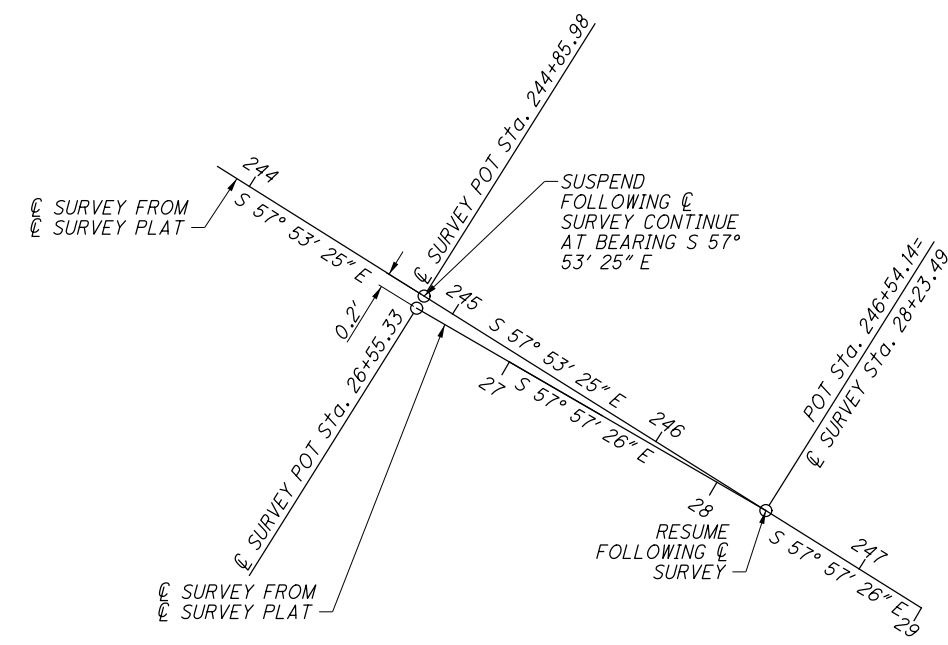 ℄ SURVEY POT Sta. 244+85.98
244
℄ SURVEY FROM
℄ SURVEY PLAT
S 57° 53' 25" E
SUSPEND
FOLLOWING ℄
SURVEY CONTINUE
AT BEARING S 57°
53' 25" E
0.2'
245
S 57° 53' 25" E
POT Sta. 246+54.14=
℄ SURVEY Sta. 28+23.49
℄ SURVEY POT Sta. 26+55.33
27
S 57° 57' 26" E
246
28
RESUME
FOLLOWING ℄
SURVEY
247
S 57° 57' 26" E
29
℄ SURVEY FROM
℄ SURVEY PLAT